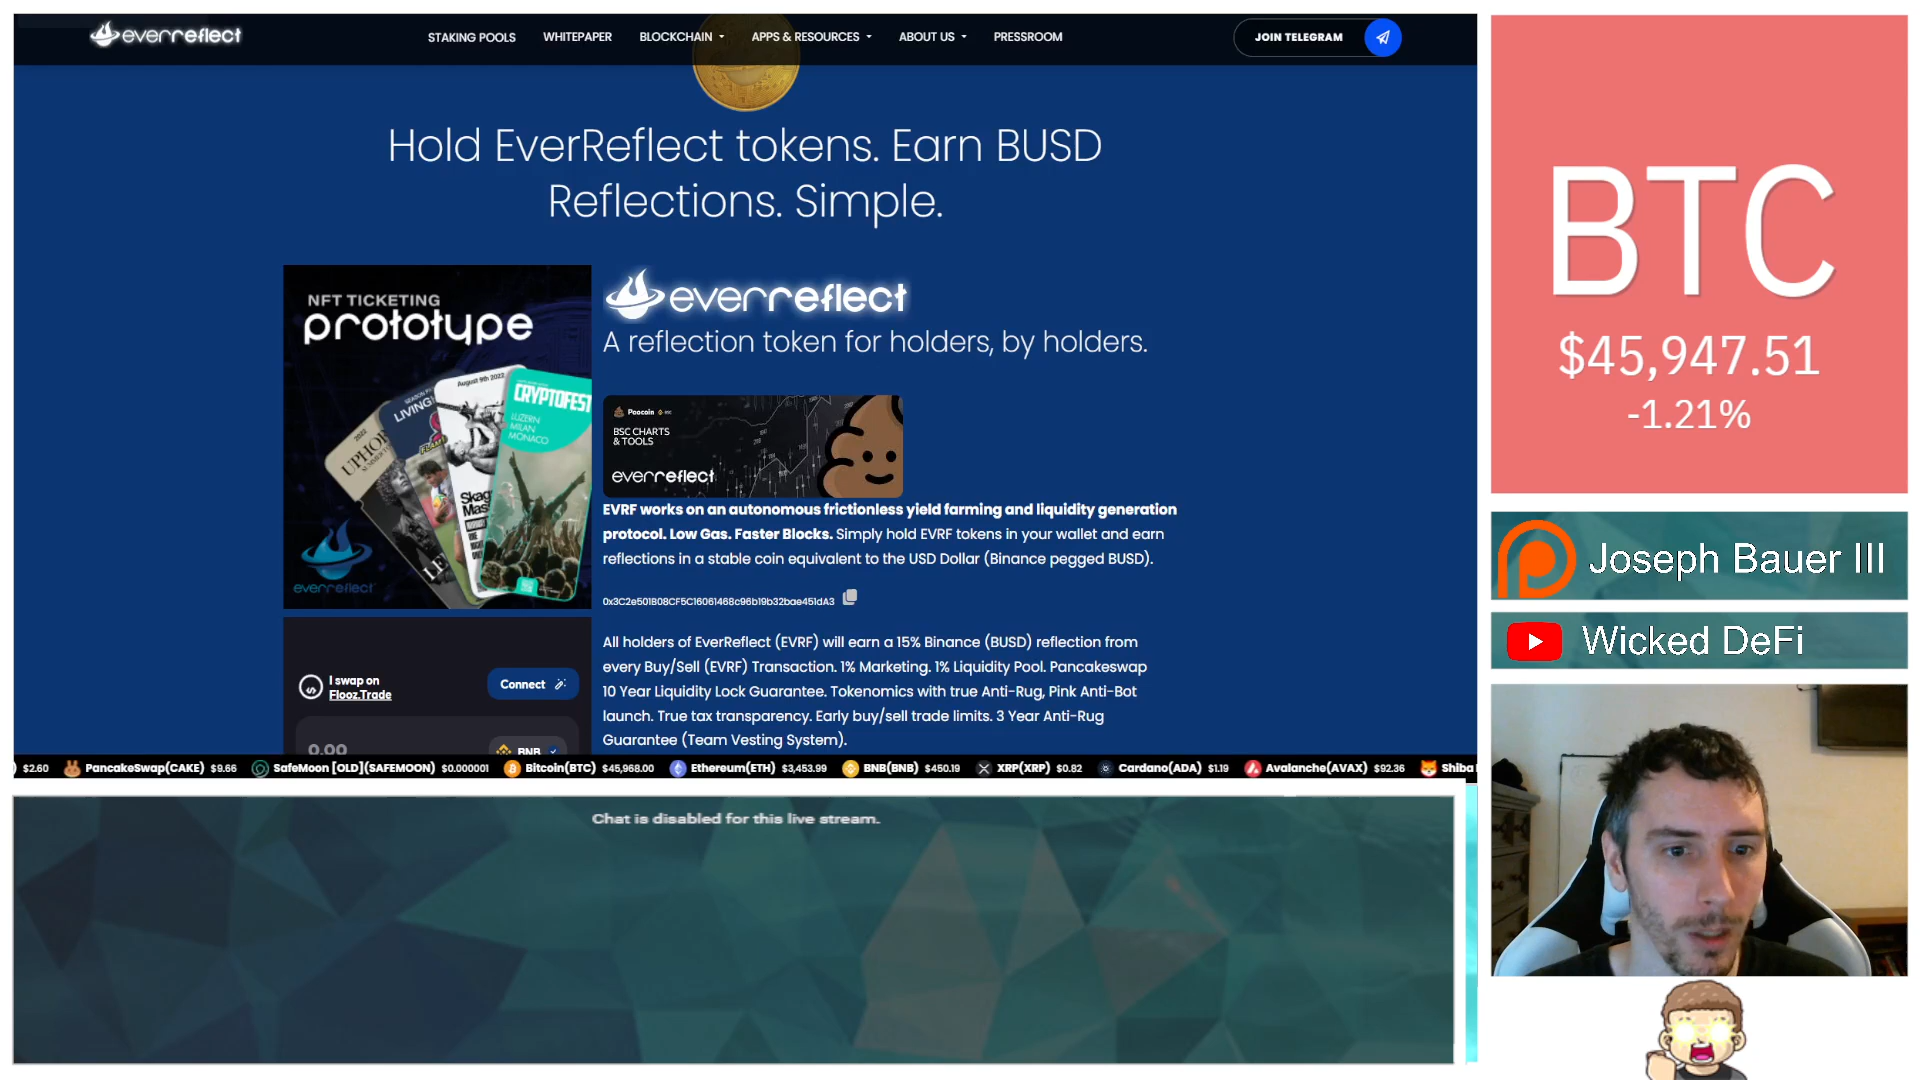 everreflect
STAKING POOLS
WHITEPAPER
BLOCKCHAIN
APPS & RESOURCES
ABOUT US
PRESSROOM
JOIN TELEGRAM
Hold EverReflect tokens. Earn BUSD
Reflections. Simple.
NFT TICKETING
prototype
August 9th 2022
LIVING
2022
CRYPTOFEST
LUZERN
MILAN
MONACO
everreflect
everreflect
A reflection token for holders, by holders.
Poocoin BSC
BSC CHARTS
& TOOLS
everreflect
EVRF works on an autonomous frictionless yield farming and liquidity generation
protocol. Low Gas. Faster Blocks. Simply hold EVRF tokens in your wallet and earn
reflections in a stable coin equivalent to the USD Dollar (Binance pegged BUSD).
0x3C2e501B08CF5C16061468c96b19b32bae451dA3
All holders of EverReflect (EVRF) will earn a 15% Binance (BUSD) reflection from
every Buy/Sell (EVRF) Transaction. 1% Marketing. 1% Liquidity Pool. Pancakeswap
10 Year Liquidity Lock Guarantee. Tokenomics with true Anti-Rug, Pink Anti-Bot
launch. True tax transparency. Early buy/sell trade limits. 3 Year Anti-Rug
Guarantee (Team Vesting System).
I swap on
Flooz.Trade
Connect
0.00
BNB
) $2.60 PancakeSwap(CAKE) $9.66 SafeMoon [OLD](SAFEMOON) $0.000001 Bitcoin(BTC) $45,968.00 Ethereum(ETH) $3,453.99 BNB(BNB) $450.19 XRP(XRP) $0.82 Cardano(ADA) $1.19 Avalanche(AVAX) $92.36 Shiba
Chat is disabled for this live stream.
BTC
$45,947.51
-1.21%
Joseph Bauer III
Wicked DeFi